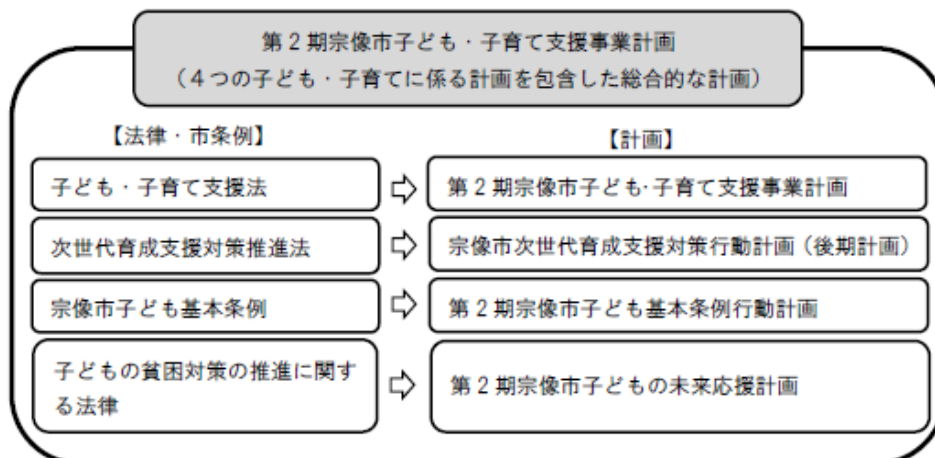 第2期宗像市子ども・子育て支援事業計画
(4つの子ども・子育てに係る計画を包含した総合的な計画)
【法律・市条例】
【計画】
子ども・子育て支援法
第2期宗像市子ども・子育て支援事業計画
次世代育成支援対策推進法
宗像市次世代育成支援対策行動計画(後期計画)
宗像市子ども基本条例
第2期宗像市子ども基本条例行動計画
子どもの貧困対策の推進に関す
る法律
第2期宗像市子どもの未来応援計画